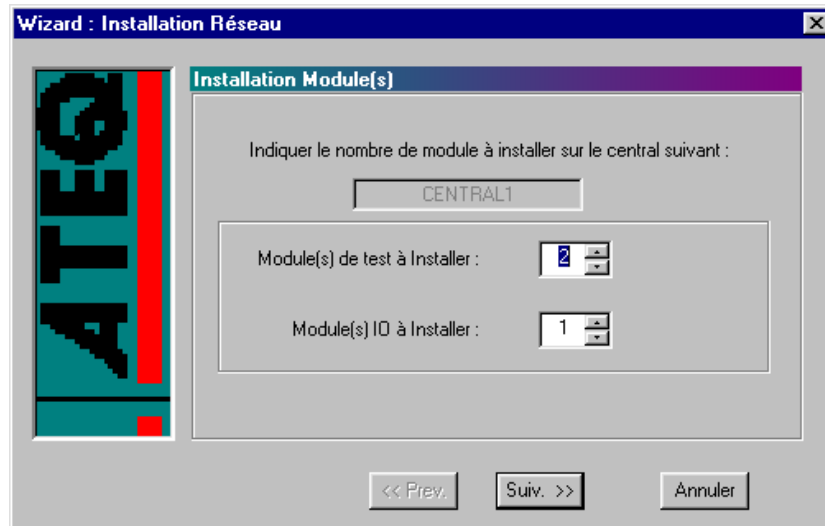 Wizard : Installation Réseau
ATEQ
Installation Module(s)
Indiquer le nombre de module à installer sur le central suivant :
CENTRAL1
Module(s) de test à Installer : 2
Module(s) IO à Installer : 1
<< Prev. Suiv. >> Annuler